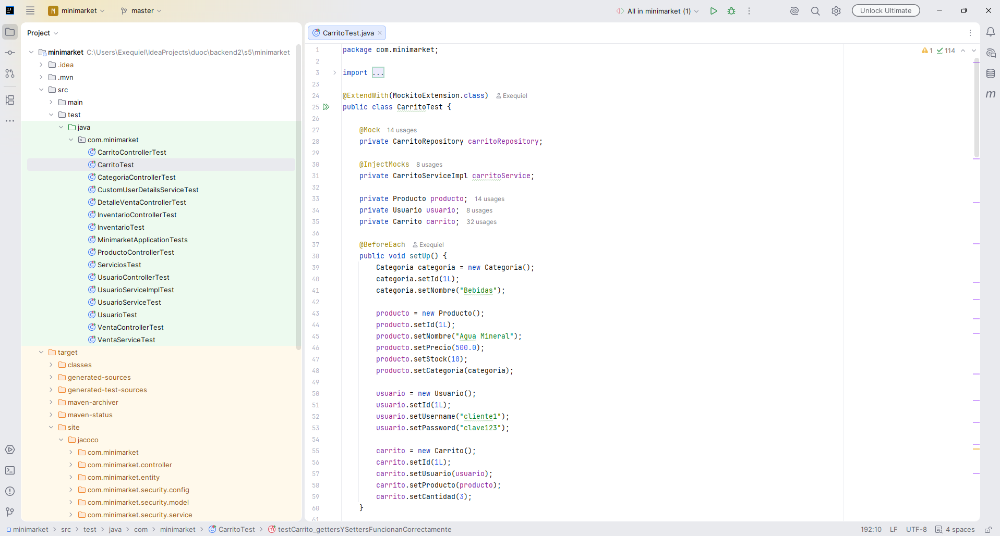 M minimarket master All in minimarket (1) Unlock Ultimate
Project
minimarket C:\Users\Exequiel\IdeaProjects\duoc\backend2\s5\minimarket
.idea
.mvn
src
main
test
java
com.minimarket
CarritoControllerTest
CarritoTest
CategoriaControllerTest
CustomUserDetailsServiceTest
DetalleVentaControllerTest
InventarioControllerTest
InventarioTest
MinimarketApplicationTests
ProductoControllerTest
ServiciosTest
UsuarioControllerTest
UsuarioServiceImplTest
UsuarioServiceTest
UsuarioTest
VentaControllerTest
VentaServiceTest
target
classes
generated-sources
generated-test-sources
maven-archiver
maven-status
site
jacoco
com.minimarket
com.minimarket.controller
com.minimarket.entity
com.minimarket.security.config
com.minimarket.security.model
com.minimarket.security.service
CarritoTest.java
1 114
1 package com.minimarket;
2
3 import ...
23
24 @ExtendWith(MockitoExtension.class) Exequiel
25 public class CarritoTest {
26
27 @Mock 14 usages
28 private CarritoRepository carritoRepository;
29
30 @InjectMocks 8 usages
31 private CarritoServiceImpl carritoService;
32
33 private Producto producto; 14 usages
34 private Usuario usuario; 8 usages
35 private Carrito carrito; 32 usages
36
37 @BeforeEach Exequiel
38 public void setUp() {
39 Categoria categoria = new Categoria();
40 categoria.setId(1L);
41 categoria.setNombre("Bebidas");
42
43 producto = new Producto();
44 producto.setId(1L);
45 producto.setNombre("Agua Mineral");
46 producto.setPrecio(500.0);
47 producto.setStock(10);
48 producto.setCategoria(categoria);
49
50 usuario = new Usuario();
51 usuario.setId(1L);
52 usuario.setUsername("cliente1");
53 usuario.setPassword("clave123");
54
55 carrito = new Carrito();
56 carrito.setId(1L);
57 carrito.setUsuario(usuario);
58 carrito.setProducto(producto);
59 carrito.setCantidad(3);
60 }
61
minimarket > src > test > java > com > minimarket > CarritoTest > testCarrito_gettersYSettersFuncionanCorrectamente 192:10 LF UTF-8 4 spaces